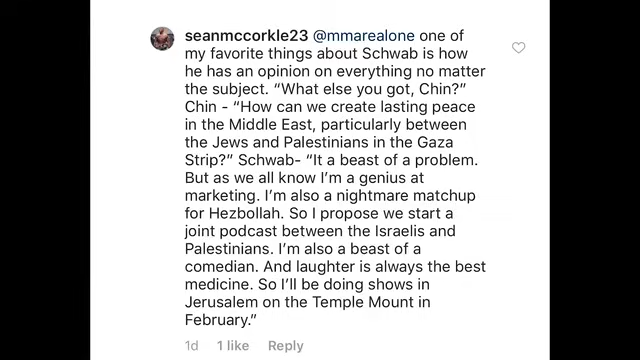 seanmccorkle23 @mmarealone one of
my favorite things about Schwab is how
he has an opinion on everything no matter
the subject. “What else you got, Chin?”
Chin - “How can we create lasting peace
in the Middle East, particularly between
the Jews and Palestinians in the Gaza
Strip?” Schwab- “It a beast of a problem.
But as we all know I’m a genius at
marketing. I’m also a nightmare matchup
for Hezbollah. So I propose we start a
joint podcast between the Israelis and
Palestinians. I’m also a beast of a
comedian. And laughter is always the best
medicine. So I’ll be doing shows in
Jerusalem on the Temple Mount in
February.”
1d 1 like Reply